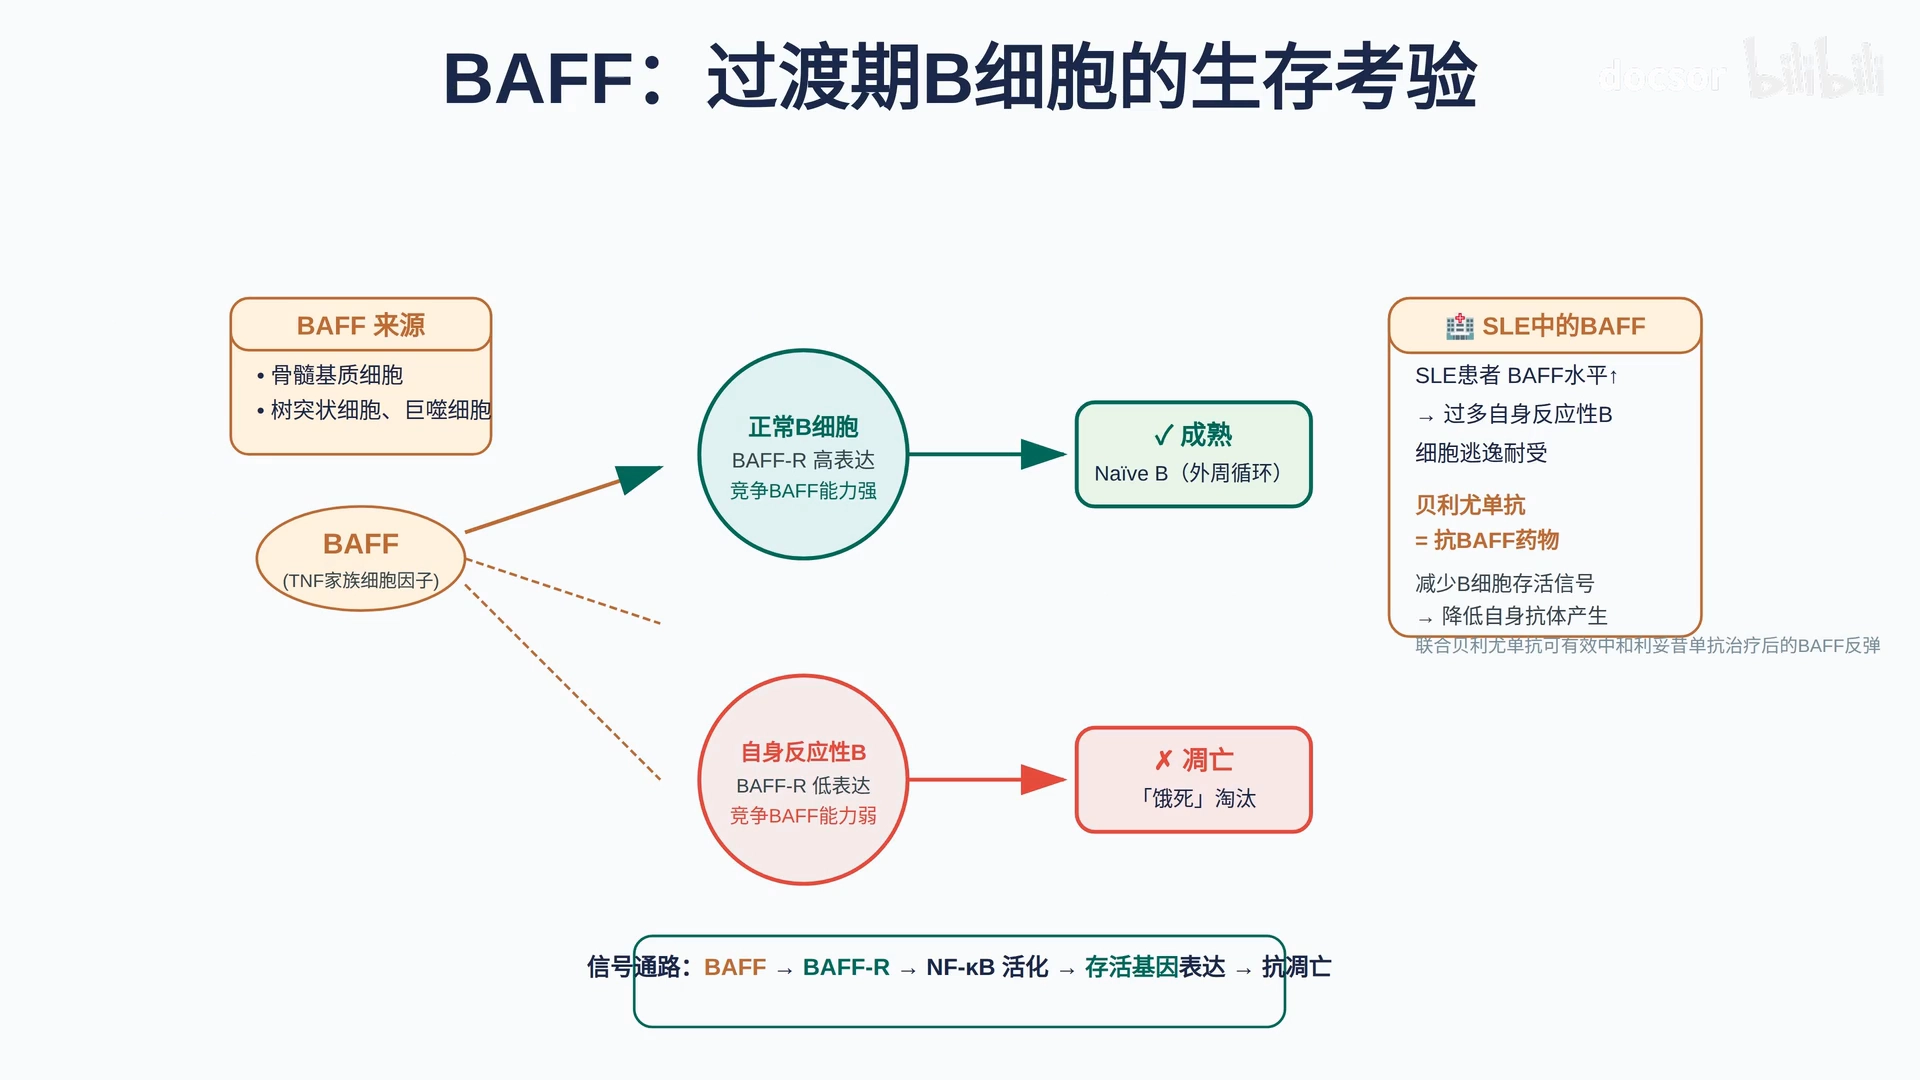 BAFF：过渡期B细胞的生存考验
docsar bilibili
BAFF 来源
• 骨髓基质细胞
• 树突状细胞、巨噬细胞
BAFF
(TNF家族细胞因子)
正常B细胞
BAFF-R 高表达
竞争BAFF能力强
✓ 成熟
Naïve B（外周循环）
自身反应性B
BAFF-R 低表达
竞争BAFF能力弱
✗ 凋亡
「饿死」淘汰
🏥 SLE中的BAFF
SLE患者 BAFF水平↑
→ 过多自身反应性B
细胞逃逸耐受
贝利尤单抗
= 抗BAFF药物
减少B细胞存活信号
→ 降低自身抗体产生
联合贝利尤单抗可有效中和利妥昔单抗治疗后的BAFF反弹
信号通路：BAFF → BAFF-R → NF-κB 活化 → 存活基因表达 → 抗凋亡